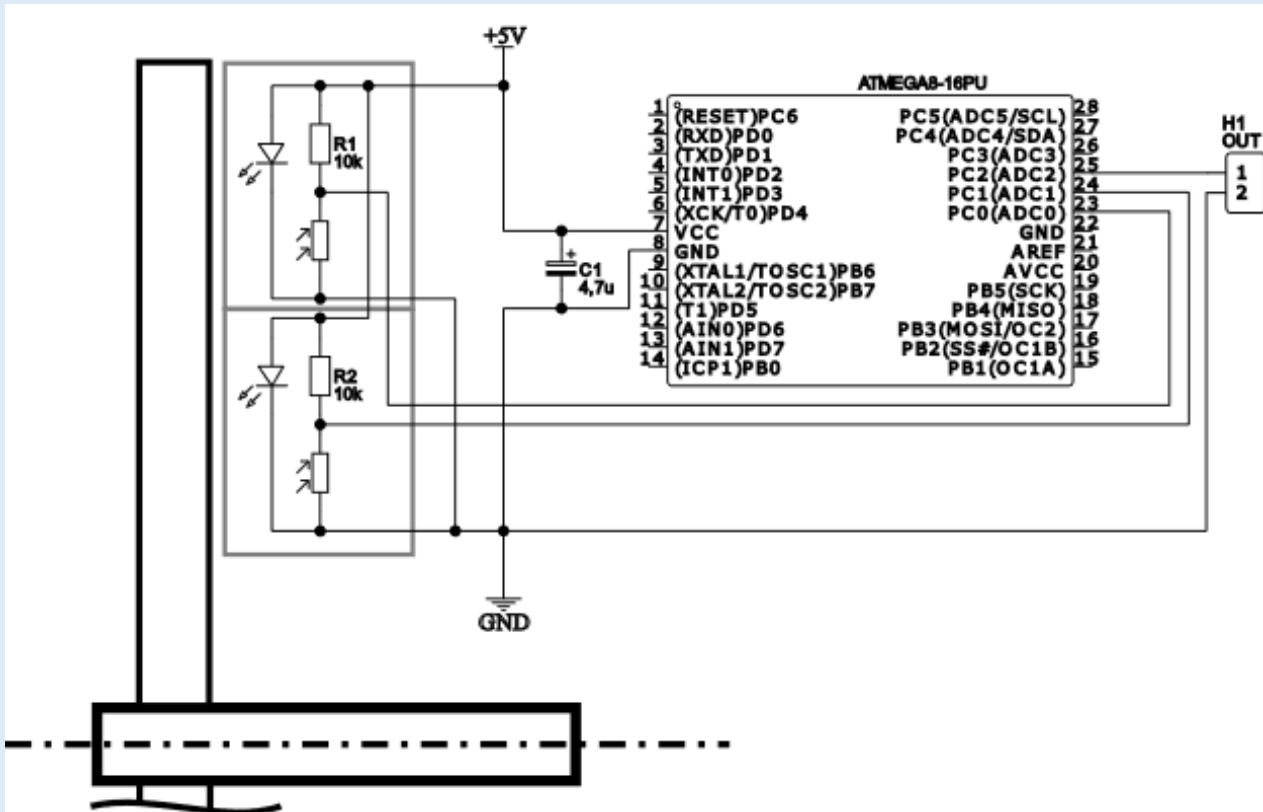 +5V
ATMEGA8-16PU
1 (RESET)PC6 PC5(ADC5/SCL) 28
2 (RXD)PD0 PC4(ADC4/SDA) 27
3 (TXD)PD1 PC3(ADC3) 26
4 (INT0)PD2 PC2(ADC2) 25
5 (INT1)PD3 PC1(ADC1) 24
6 (XCK/T0)PD4 PC0(ADC0) 23
7 VCC GND 22
8 GND AREF 21
9 (XTAL1/TOSC1)PB6 AVCC 20
10 (XTAL2/TOSC2)PB7 PB5(SCK) 19
11 (T1)PD5 PB4(MISO) 18
12 (AIN0)PD6 PB3(MOSI/OC2) 17
13 (AIN1)PD7 PB2(SS#/OC1B) 16
14 (ICP1)PB0 PB1(OC1A) 15
H1
OUT
1
2
R1
10k
C1
4,7u
R2
10k
GND